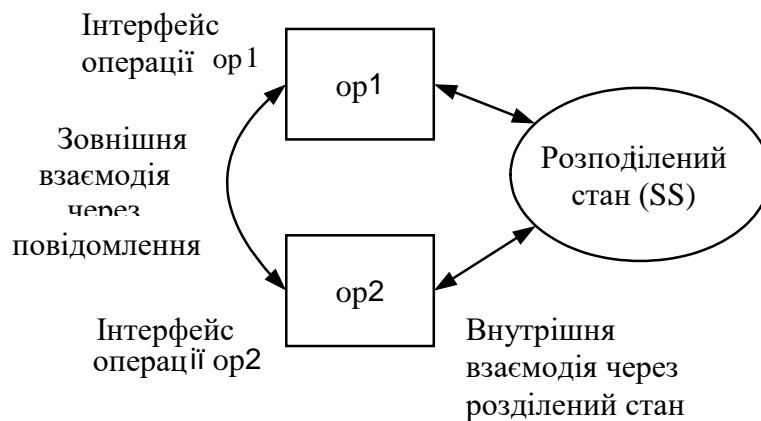 Інтерфейс
операції op1
op1
Зовнішня
взаємодія
через
повідомлення
Розподілений
стан (SS)
op2
Інтерфейс
операції op2
Внутрішня
взаємодія через
розділений стан